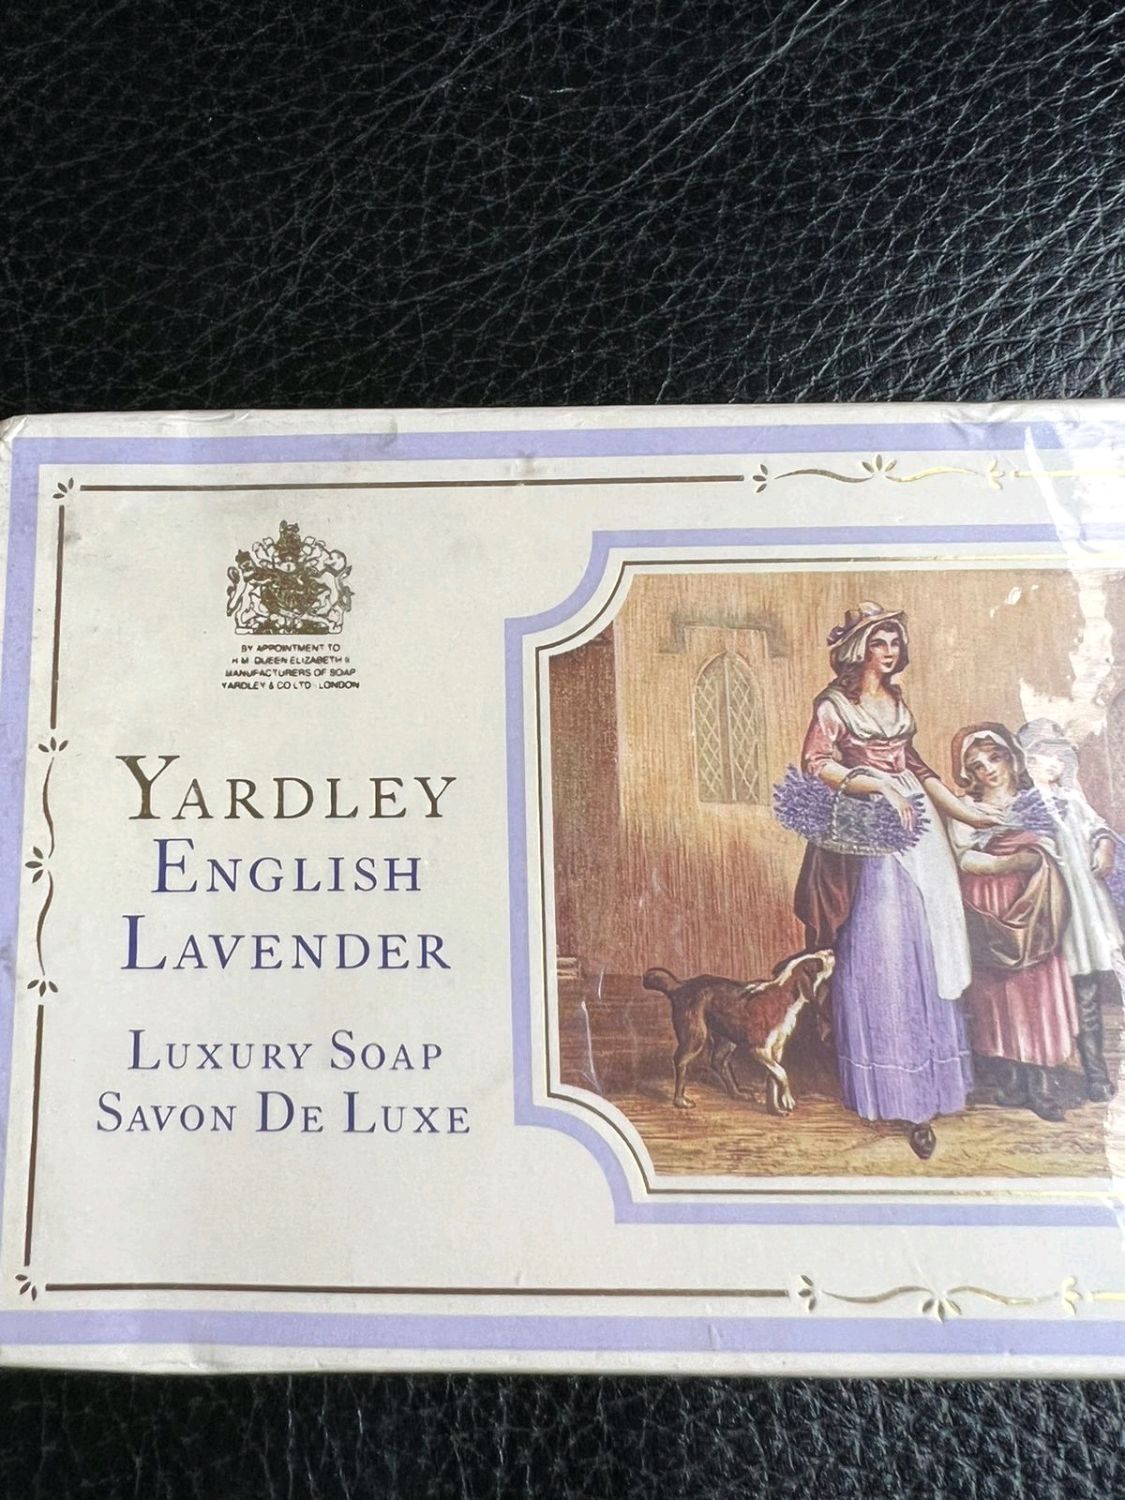 BY APPOINTMENT TO
H M QUEEN ELIZABETH II
MANUFACTURERS OF SOAP
YARDLEY & CO LTD · LONDON
YARDLEY
ENGLISH
LAVENDER
LUXURY SOAP
SAVON DE LUXE